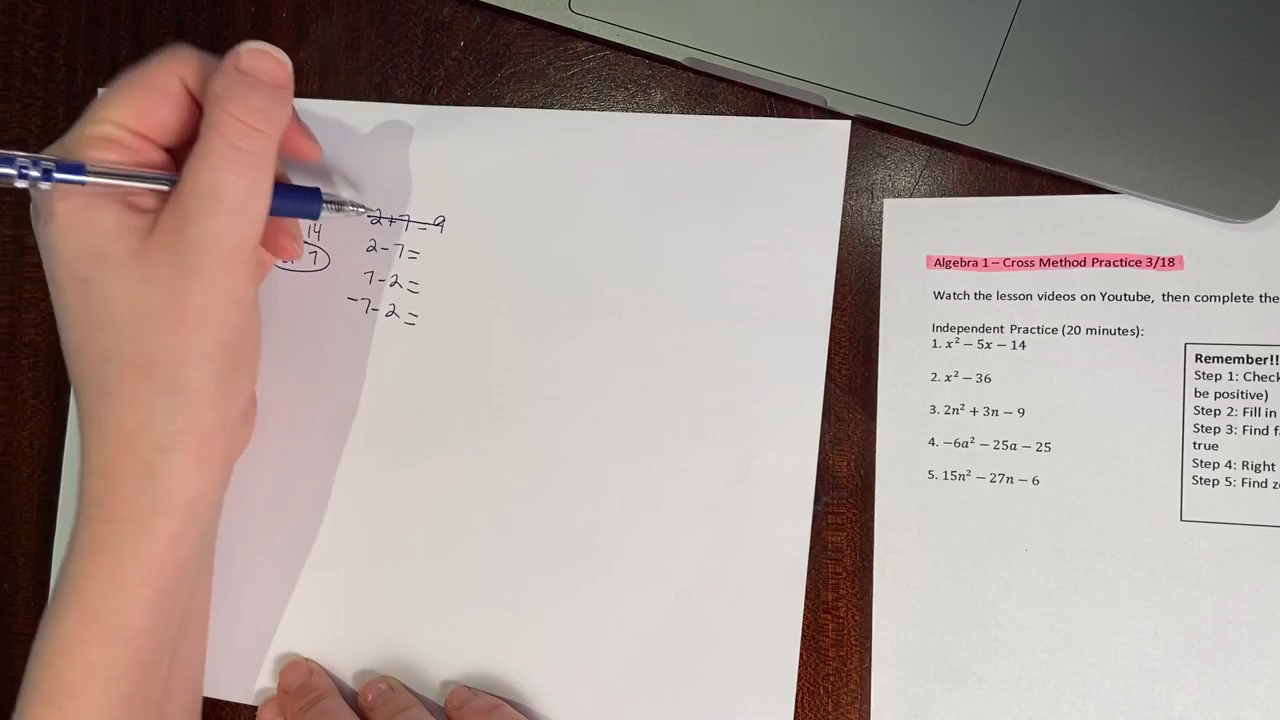 14
7
2+7=9
2-7=
7-2=
-7-2=
Algebra 1 – Cross Method Practice 3/18
Watch the lesson videos on Youtube, then complete the
Independent Practice (20 minutes):
1. x² − 5x − 14
2. x² − 36
3. 2n² + 3n − 9
4. −6a² − 25a − 25
5. 15n² − 27n − 6
Remember!!
Step 1: Check
be positive)
Step 2: Fill in
Step 3: Find
true
Step 4: Right
Step 5: Find